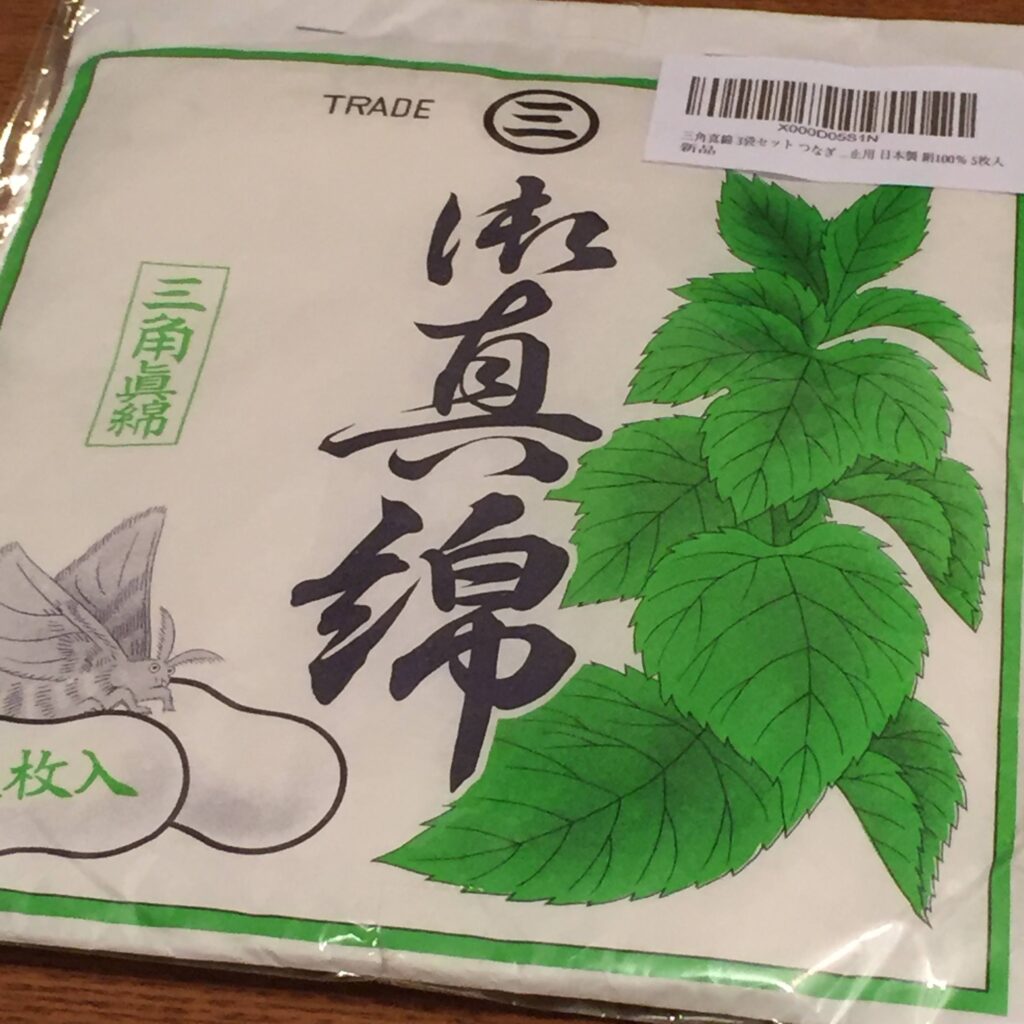 TRADE 三
X000D05S1N
三角真綿 3袋セット つなぎ _ 止用 日本製 絹100% 5枚入
新品
御
真
綿
三角眞綿
枚入